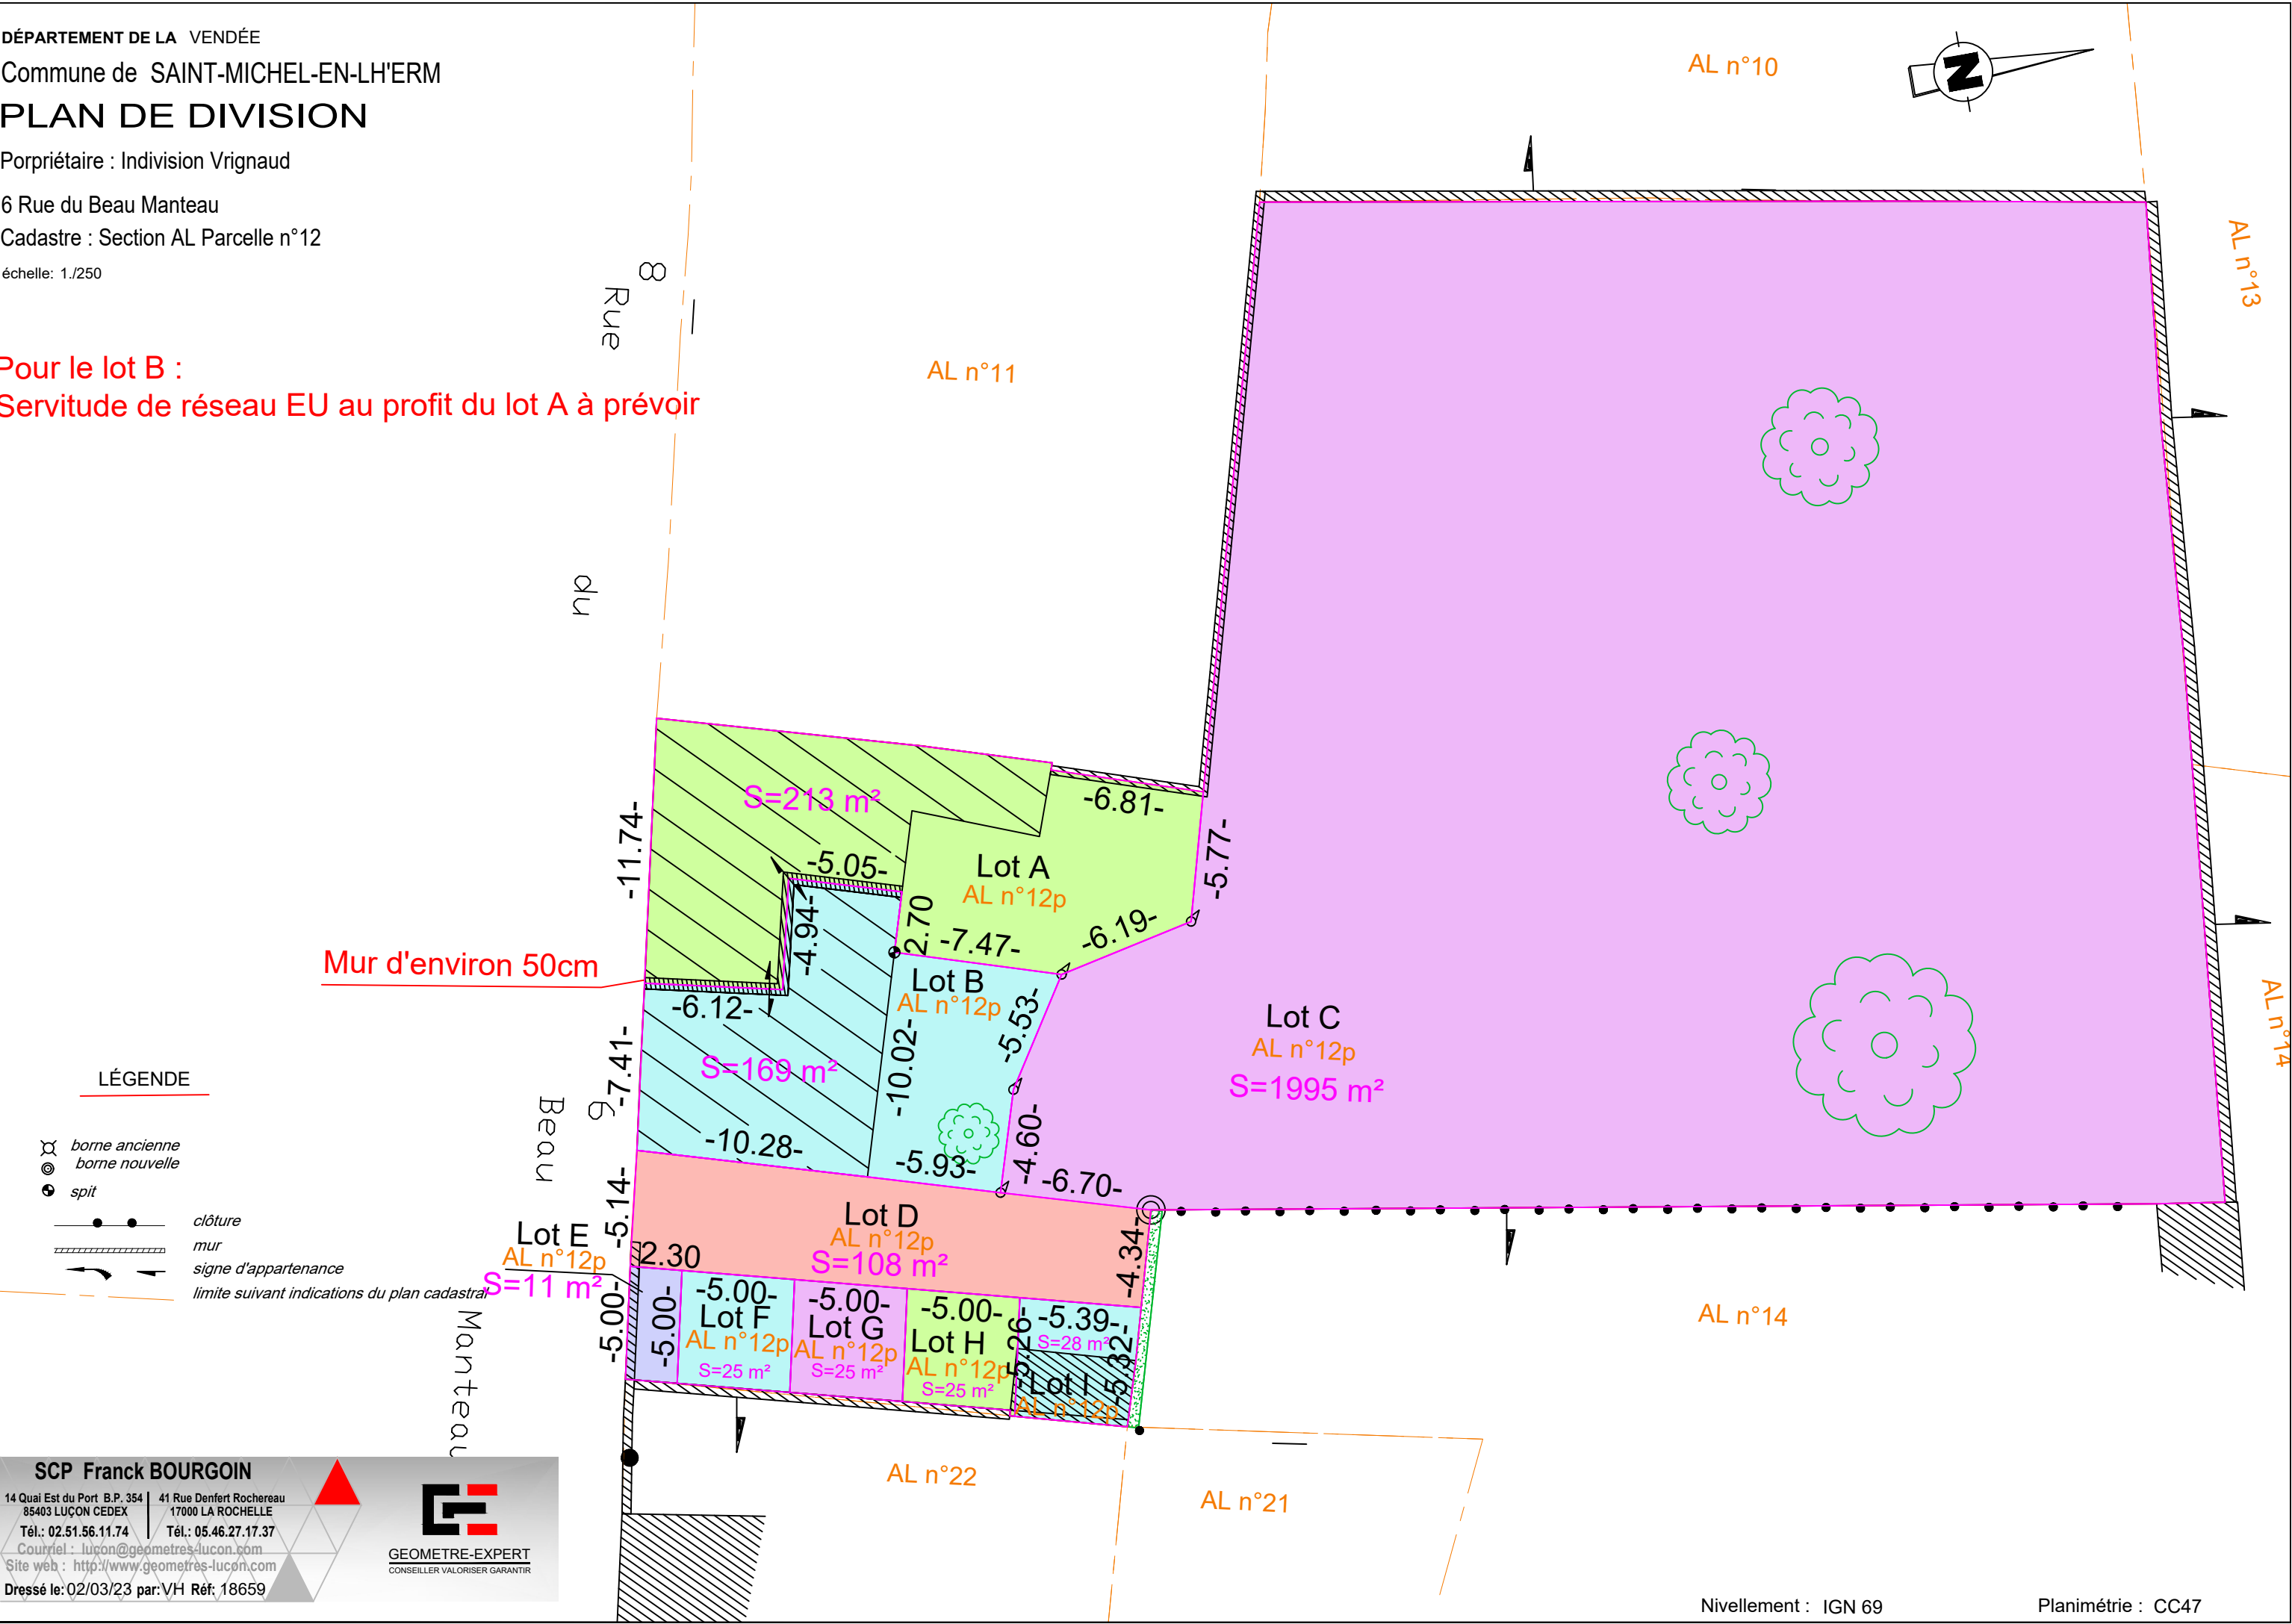 DÉPARTEMENT DE LA VENDÉE
Commune de SAINT-MICHEL-EN-LH'ERM
PLAN DE DIVISION
Porpriétaire : Indivision Vrignaud
6 Rue du Beau Manteau
Cadastre : Section AL Parcelle n°12
échelle: 1./250
Pour le lot B :
Servitude de réseau EU au profit du lot A à prévoir
AL n°10
N
AL n°13
8
Rue
AL n°11
du
S=213 m²
-6.81-
-11.74-
-5.05-
Lot A
AL n°12p
-5.77-
-4.94-
2.70
-7.47-
-6.19-
Mur d'environ 50cm
Lot B
AL n°12p
-6.12-
-5.53-
Lot C
AL n°12p
S=1995 m²
AL n°14
S=169 m²
-10.02-
-7.41-
6
Beau
-10.28-
-5.93-
-4.60-
-6.70-
LÉGENDE
borne ancienne
borne nouvelle
spit
clôture
mur
signe d'appartenance
limite suivant indications du plan cadastral
-5.14-
Lot D
AL n°12p
S=108 m²
-4.34-
Lot E
AL n°12p
S=11 m²
2.30
-5.00-
-5.00-
-5.00-
Lot F
AL n°12p
S=25 m²
-5.00-
Lot G
AL n°12p
S=25 m²
-5.00-
Lot H
AL n°12p
S=25 m²
-5.26-
-5.39-
S=28 m²
-5.32-
Lot I
AL n°12p
AL n°14
Manteau
AL n°22
AL n°21
SCP Franck BOURGOIN
14 Quai Est du Port B.P. 354
85403 LUÇON CEDEX
Tél.: 02.51.56.11.74
41 Rue Denfert Rochereau
17000 LA ROCHELLE
Tél.: 05.46.27.17.37
Courriel : lucon@geometres-lucon.com
Site web : http://www.geometres-lucon.com
Dressé le: 02/03/23 par: VH Réf: 18659
GEOMETRE-EXPERT
CONSEILLER VALORISER GARANTIR
Nivellement : IGN 69
Planimétrie : CC47